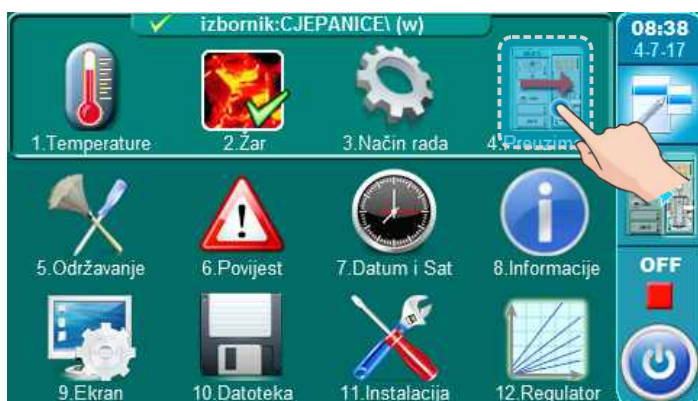 izbornik:CJEPANICE\ (w)
08:38
4-7-17
1.Temperature
2.Žar
3.Način rada
4.
5.Održavanje
6.Povijest
7.Datum i Sat
8.Informacije
OFF
9.Ekran
10.Datoteka
11.Instalacija
12.Regulator